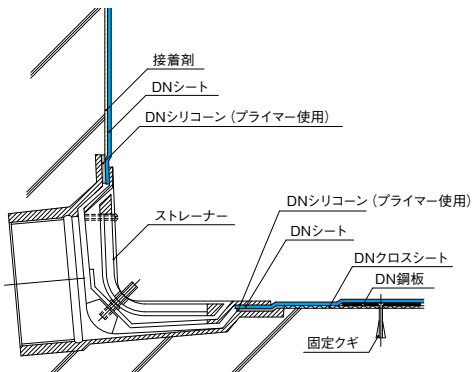 接着剤
DNシート
DNシリコーン（プライマー使用）
ストレーナー
DNシリコーン（プライマー使用）
DNシート
DNクロスシート
DN鋼板
固定クギ